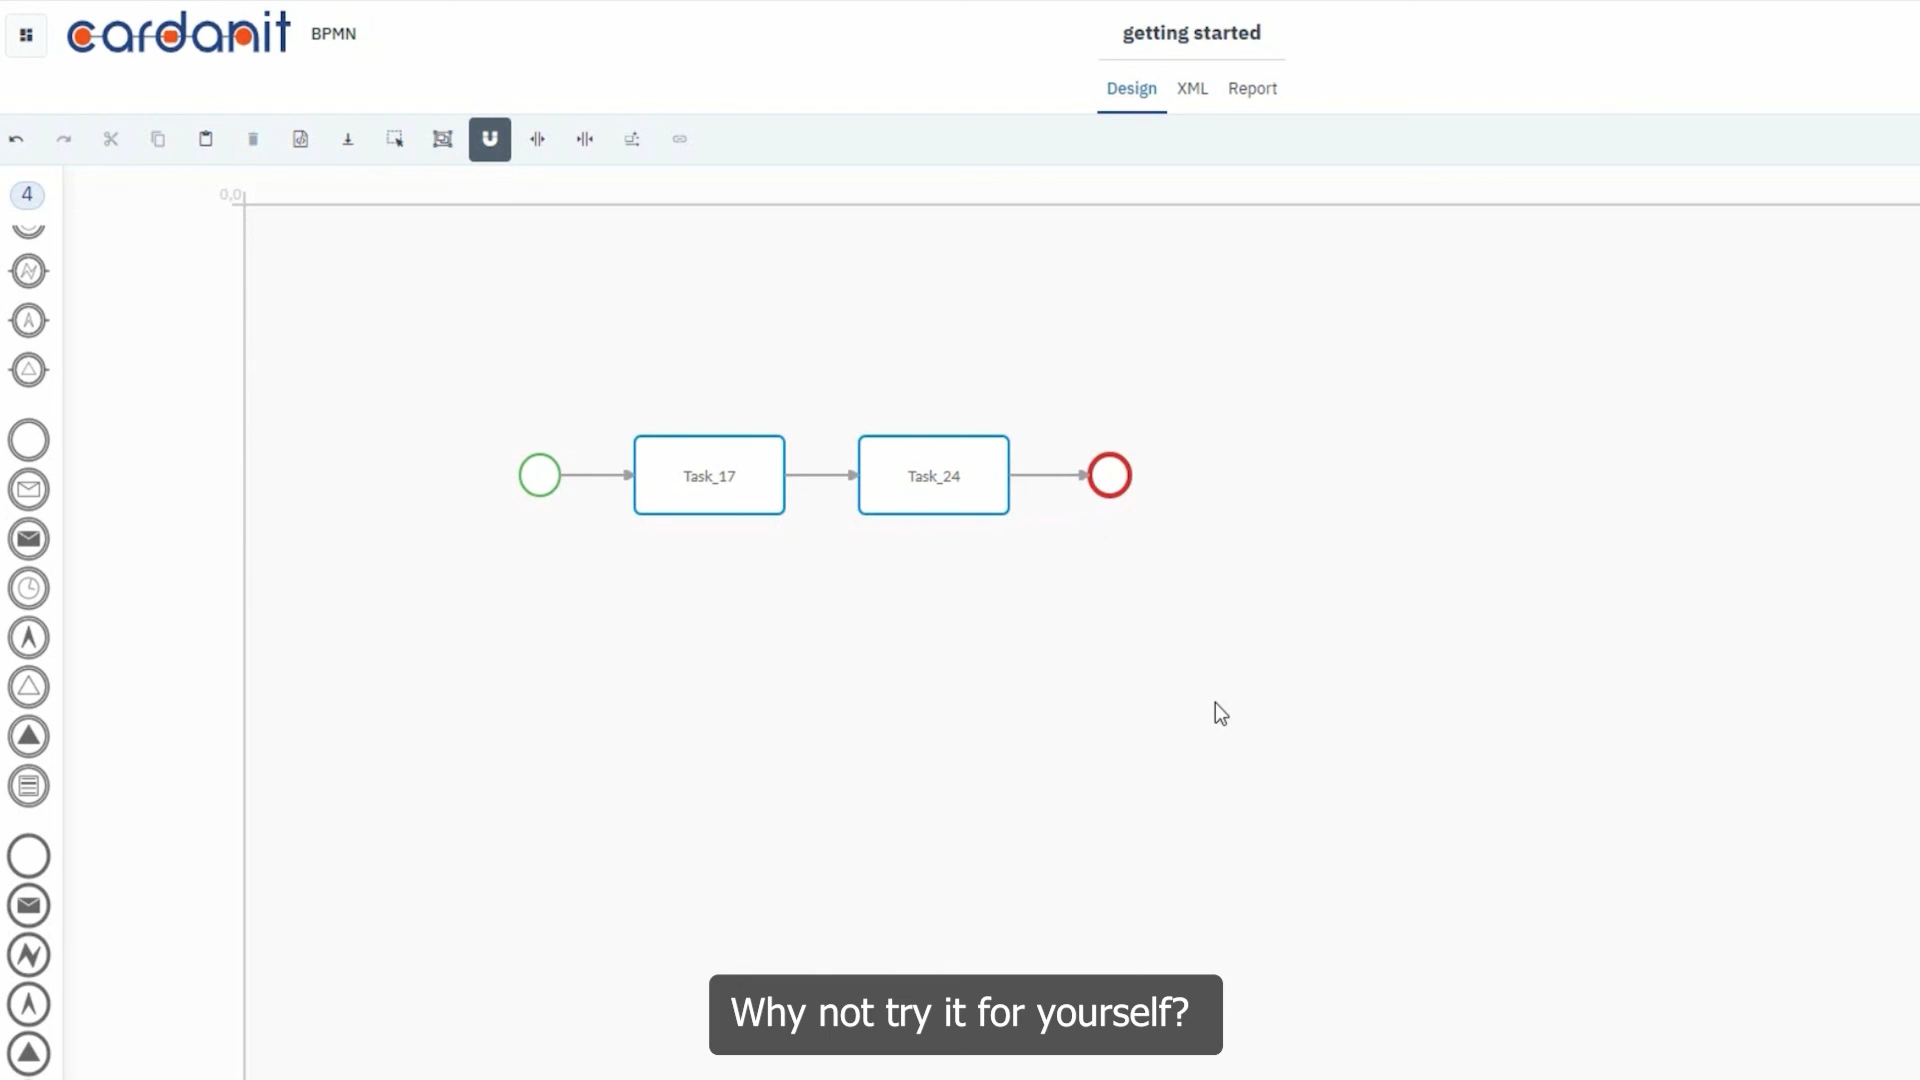 cardanit BPMN
getting started
Design XML Report
4
0,0
Task_17 Task_24
Why not try it for yourself?